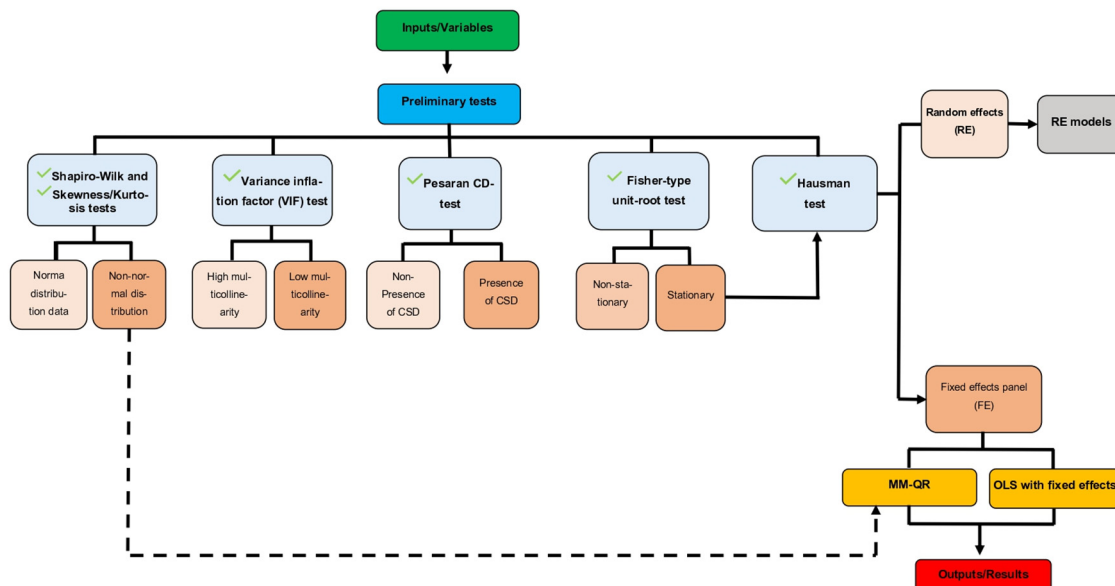 Inputs/Variables
Preliminary tests
Random effects
(RE)
RE models
Shapiro-Wilk and
Skewness/Kurto-
sis tests
Variance infla-
tion factor (VIF) test
Pesaran CD-
test
Fisher-type
unit-root test
Hausman
test
Norma
distribu-
tion data
Non-nor-
mal dis-
tribution
High mul-
ticolline-
arity
Low mul-
ticolline-
arity
Non-
Presence
of CSD
Presence
of CSD
Non-sta-
tionary
Stationary
Fixed effects panel
(FE)
MM-QR
OLS with fixed effects
Outputs/Results